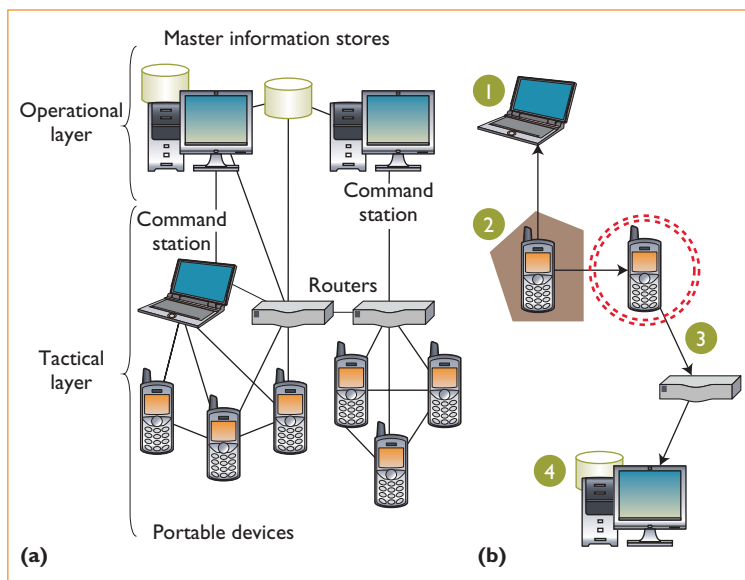 Master information stores
Operational
layer
Command
station
Command
station
Routers
Tactical
layer
Portable devices
(a)
1
2
3
4
(b)